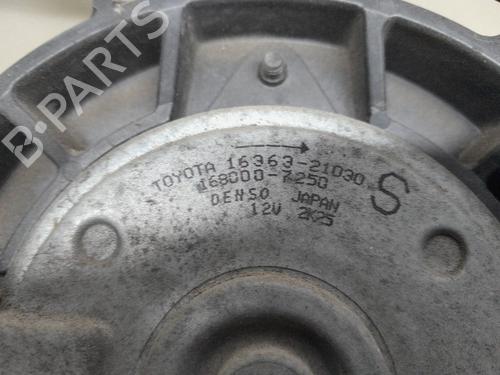 B-PARTS
TOYOTA 16363-21030
168000-7250 S
DENSO JAPAN
12V 2K25